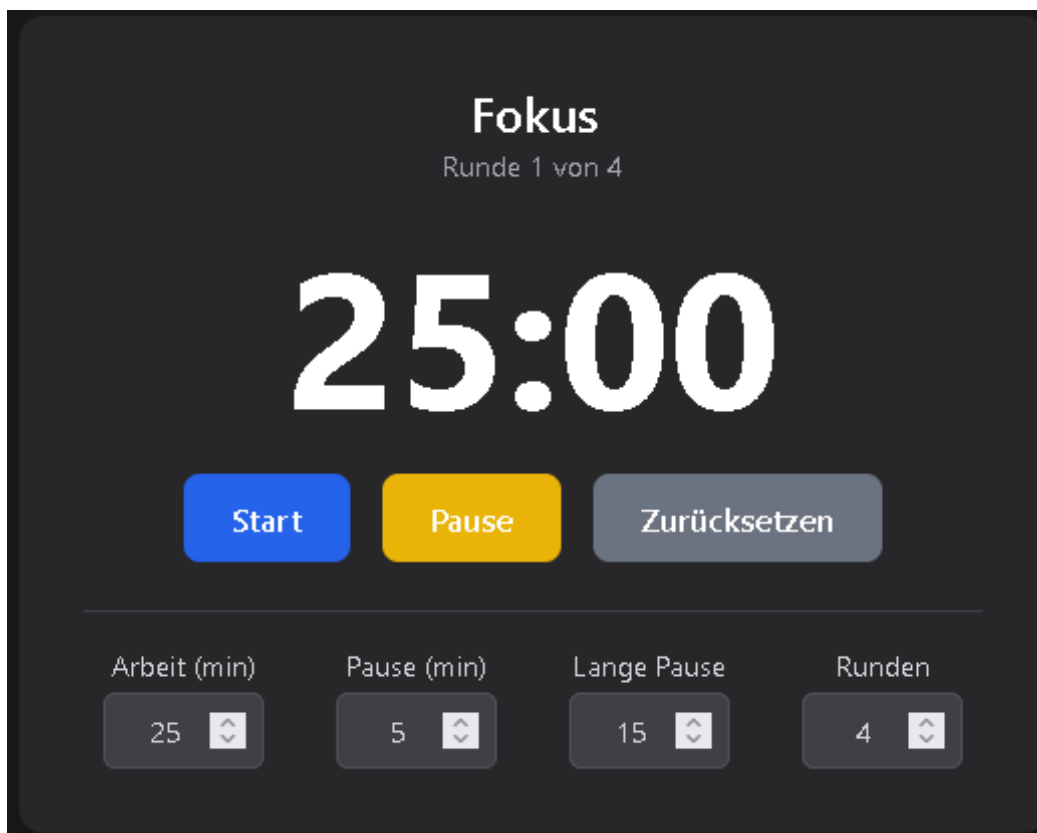 Fokus
Runde 1 von 4
25:00
Start Pause Zurücksetzen
Arbeit (min) Pause (min) Lange Pause Runden
25 5 15 4